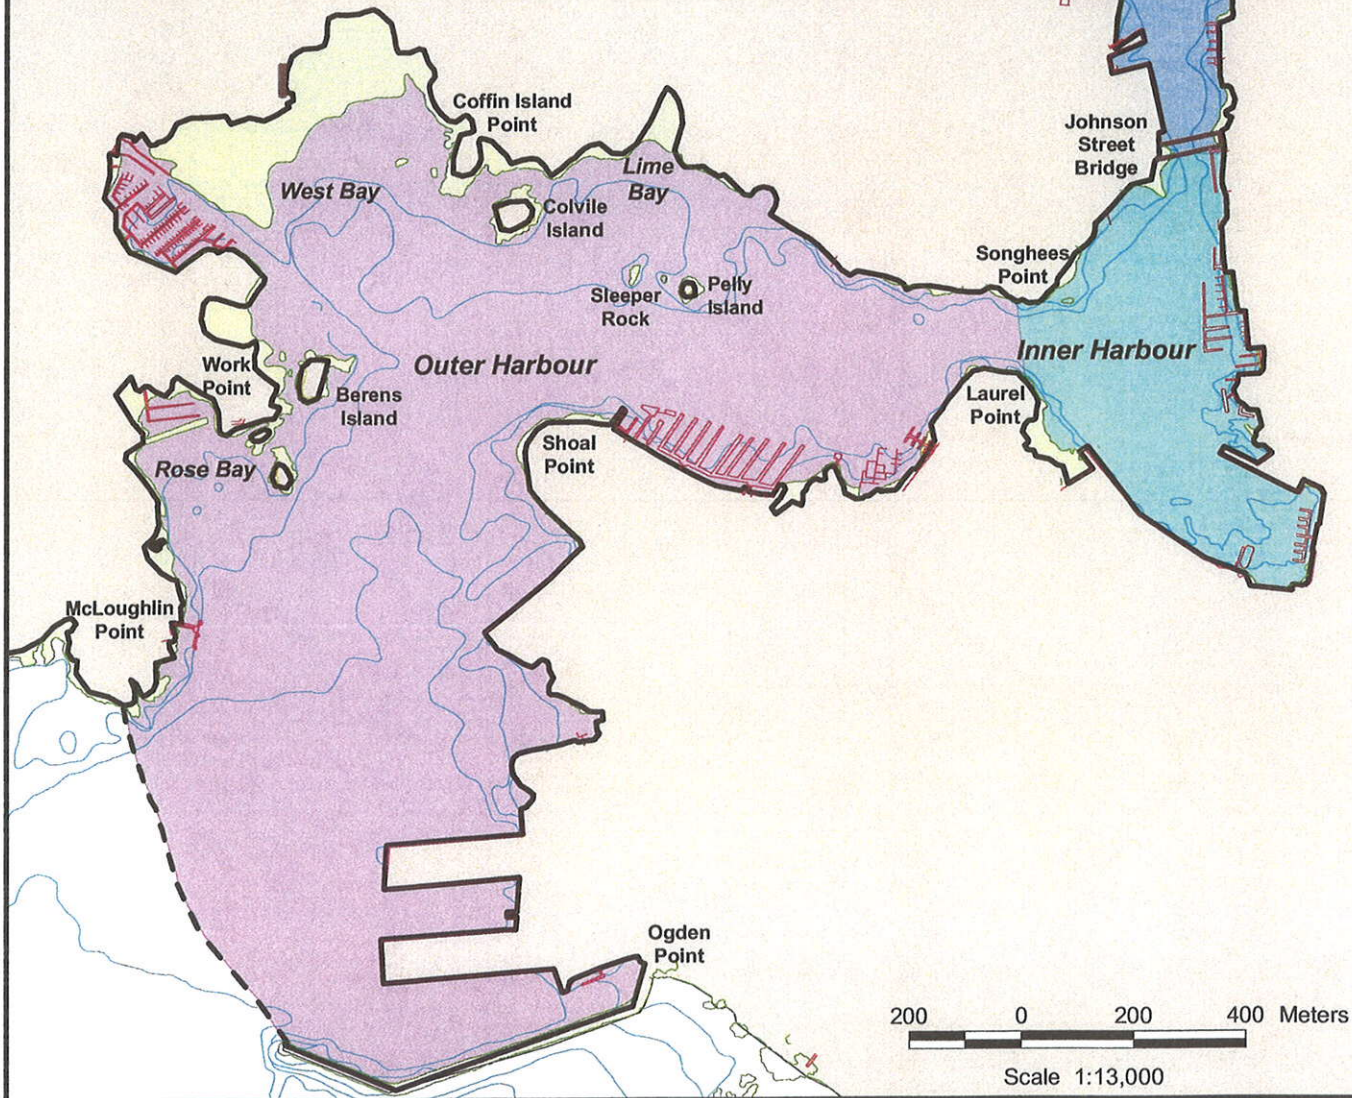 Coffin Island
Point
Johnson
Street
Bridge
Lime
Bay
West Bay
Colvile
Island
Songhees
Point
Sleeper
Rock
Pelly
Island
Work
Point
Outer Harbour
Inner Harbour
Berens
Island
Laurel
Point
Shoal
Point
Rose Bay
McLoughlin
Point
Ogden
Point
200 0 200 400 Meters
Scale 1:13,000